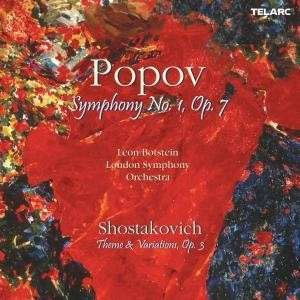 TELARC
Popov
Symphony No. 1, Op. 7
Leon Botstein
London Symphony
Orchestra
Shostakovich
Theme & Variations, Op. 3